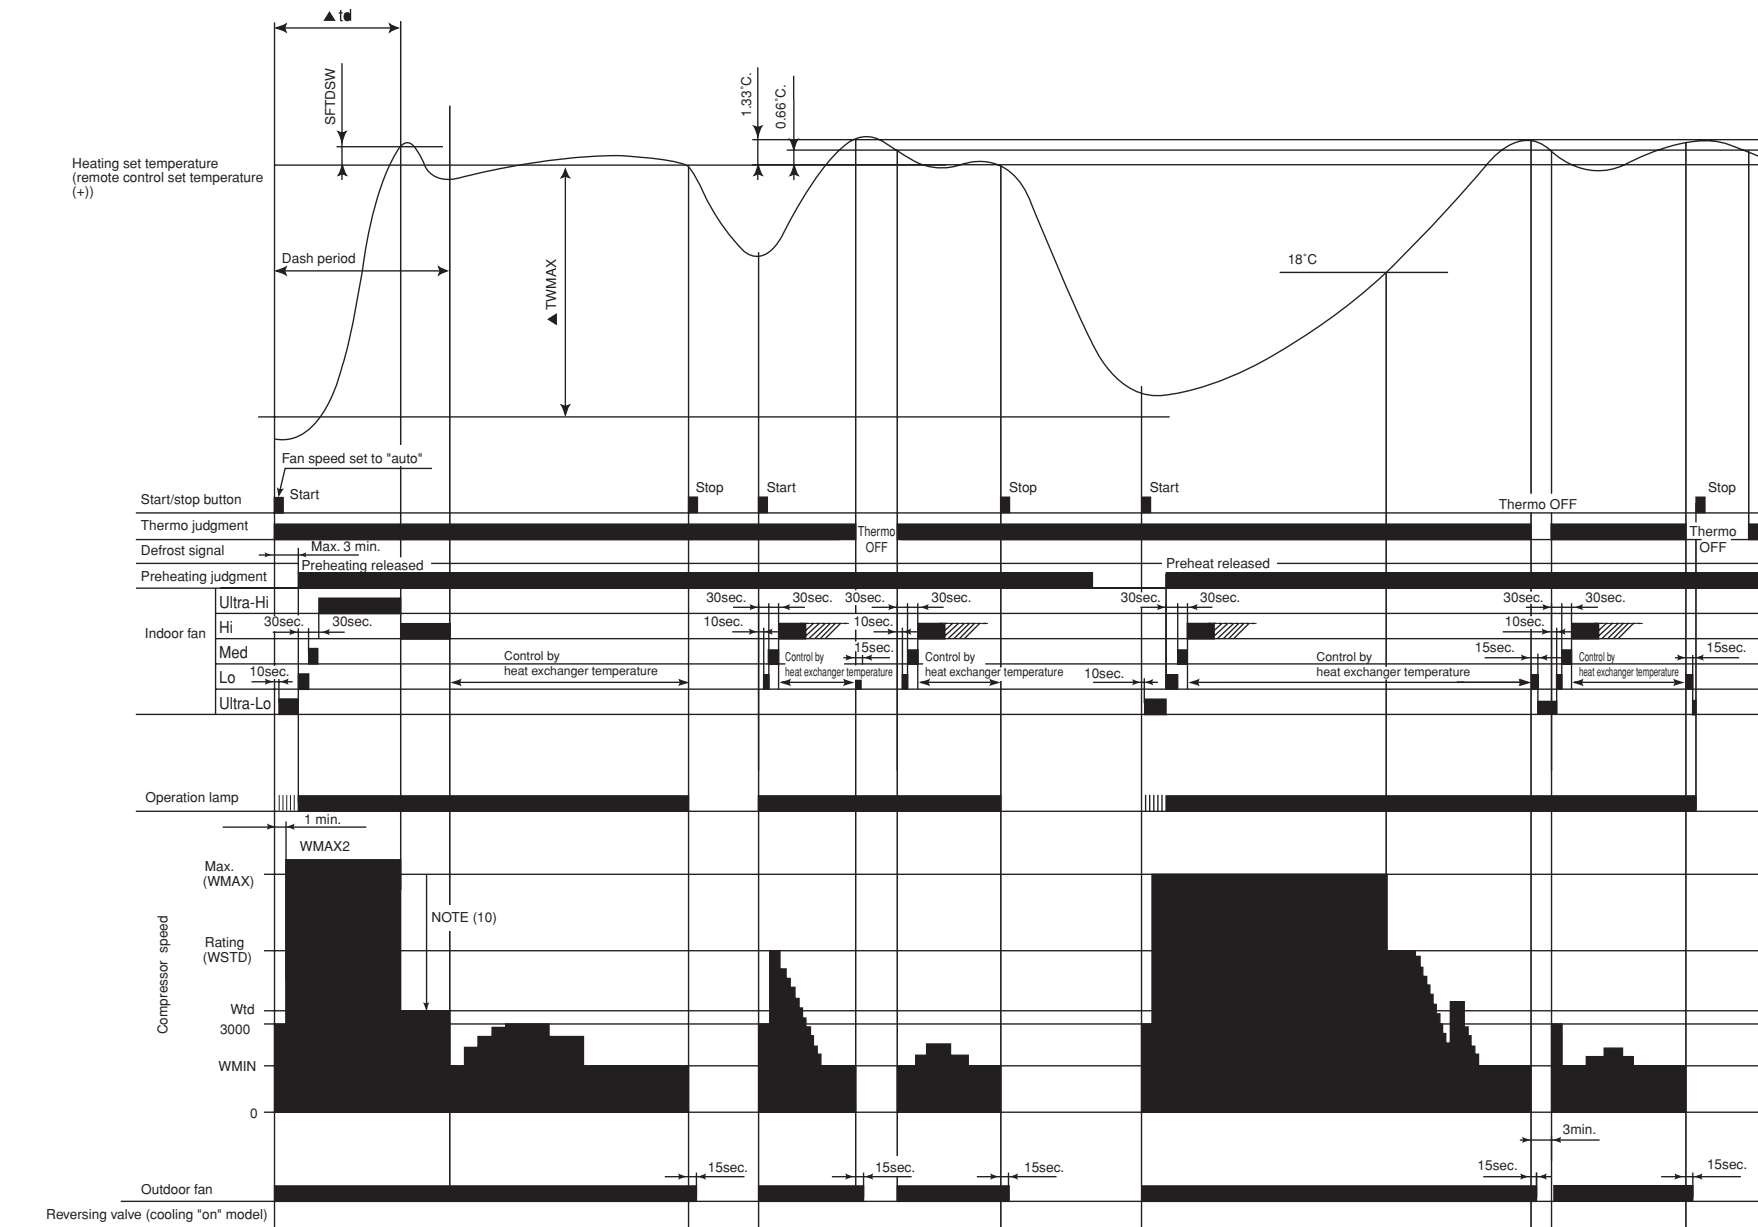 ▲ td
SFTDSW
1.33˚C.
0.66˚C.
Heating set temperature
(remote control set temperature
(+))
Dash period
▲ TWMAX
18˚C
Fan speed set to "auto"
Start/stop button
Start
Stop
Start
Stop
Start
Thermo OFF
Stop
Thermo judgment
Thermo
OFF
Thermo
OFF
Defrost signal
Max. 3 min.
Preheating judgment
Preheating released
Preheat released
Indoor fan
Ultra-Hi
30sec.
30sec.
30sec.
30sec.
30sec.
30sec.
30sec.
30sec.
Hi
30sec.
30sec.
10sec.
10sec.
10sec.
Med
Control by
heat exchanger temperature
Control by
heat exchanger temperature
15sec.
Control by
heat exchanger temperature
Control by
heat exchanger temperature
15sec.
Control by
heat exchanger temperature
15sec.
Lo
10sec.
10sec.
Ultra-Lo
Operation lamp
1 min.
WMAX2
Compressor speed
Max.
(WMAX)
NOTE (10)
Rating
(WSTD)
Wtd
3000
WMIN
0
3min.
Outdoor fan
15sec.
15sec.
15sec.
15sec.
15sec.
Reversing valve (cooling "on" model)